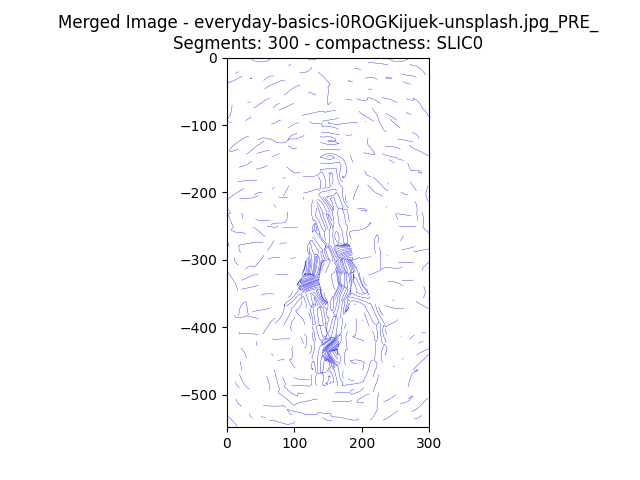 Merged Image - everyday-basics-i0ROGKijuek-unsplash.jpg_PRE_
Segments: 300 - compactness: SLIC0
0
−100
−200
−300
−400
−500
0 100 200 300